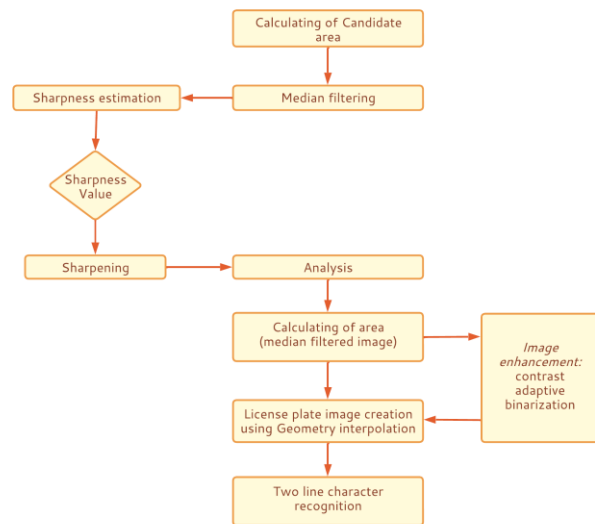 Calculating of Candidate
area
Median filtering
Sharpness estimation
Sharpness
Value
Sharpening
Analysis
Calculating of area
(median filtered image)
Image
enhancement:
contrast
adaptive
binarization
License plate image creation
using Geometry interpolation
Two line character
recognition